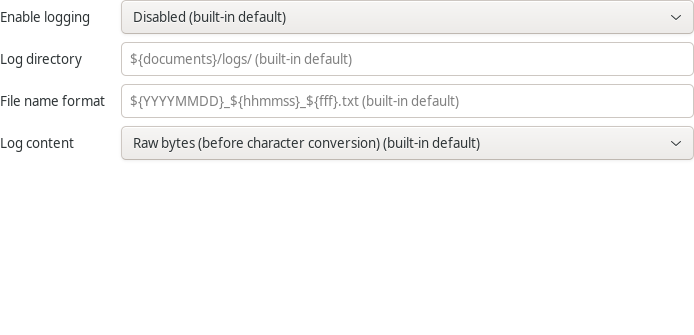 Enable logging Disabled (built-in default)
Log directory ${documents}/logs/ (built-in default)
File name format ${YYYYMMDD}_${hhmmss}_${fff}.txt (built-in default)
Log content Raw bytes (before character conversion) (built-in default)